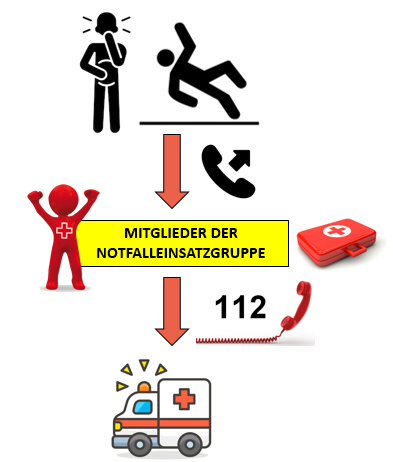 MITGLIEDER DER
NOTFALLEINSATZGRUPPE
112